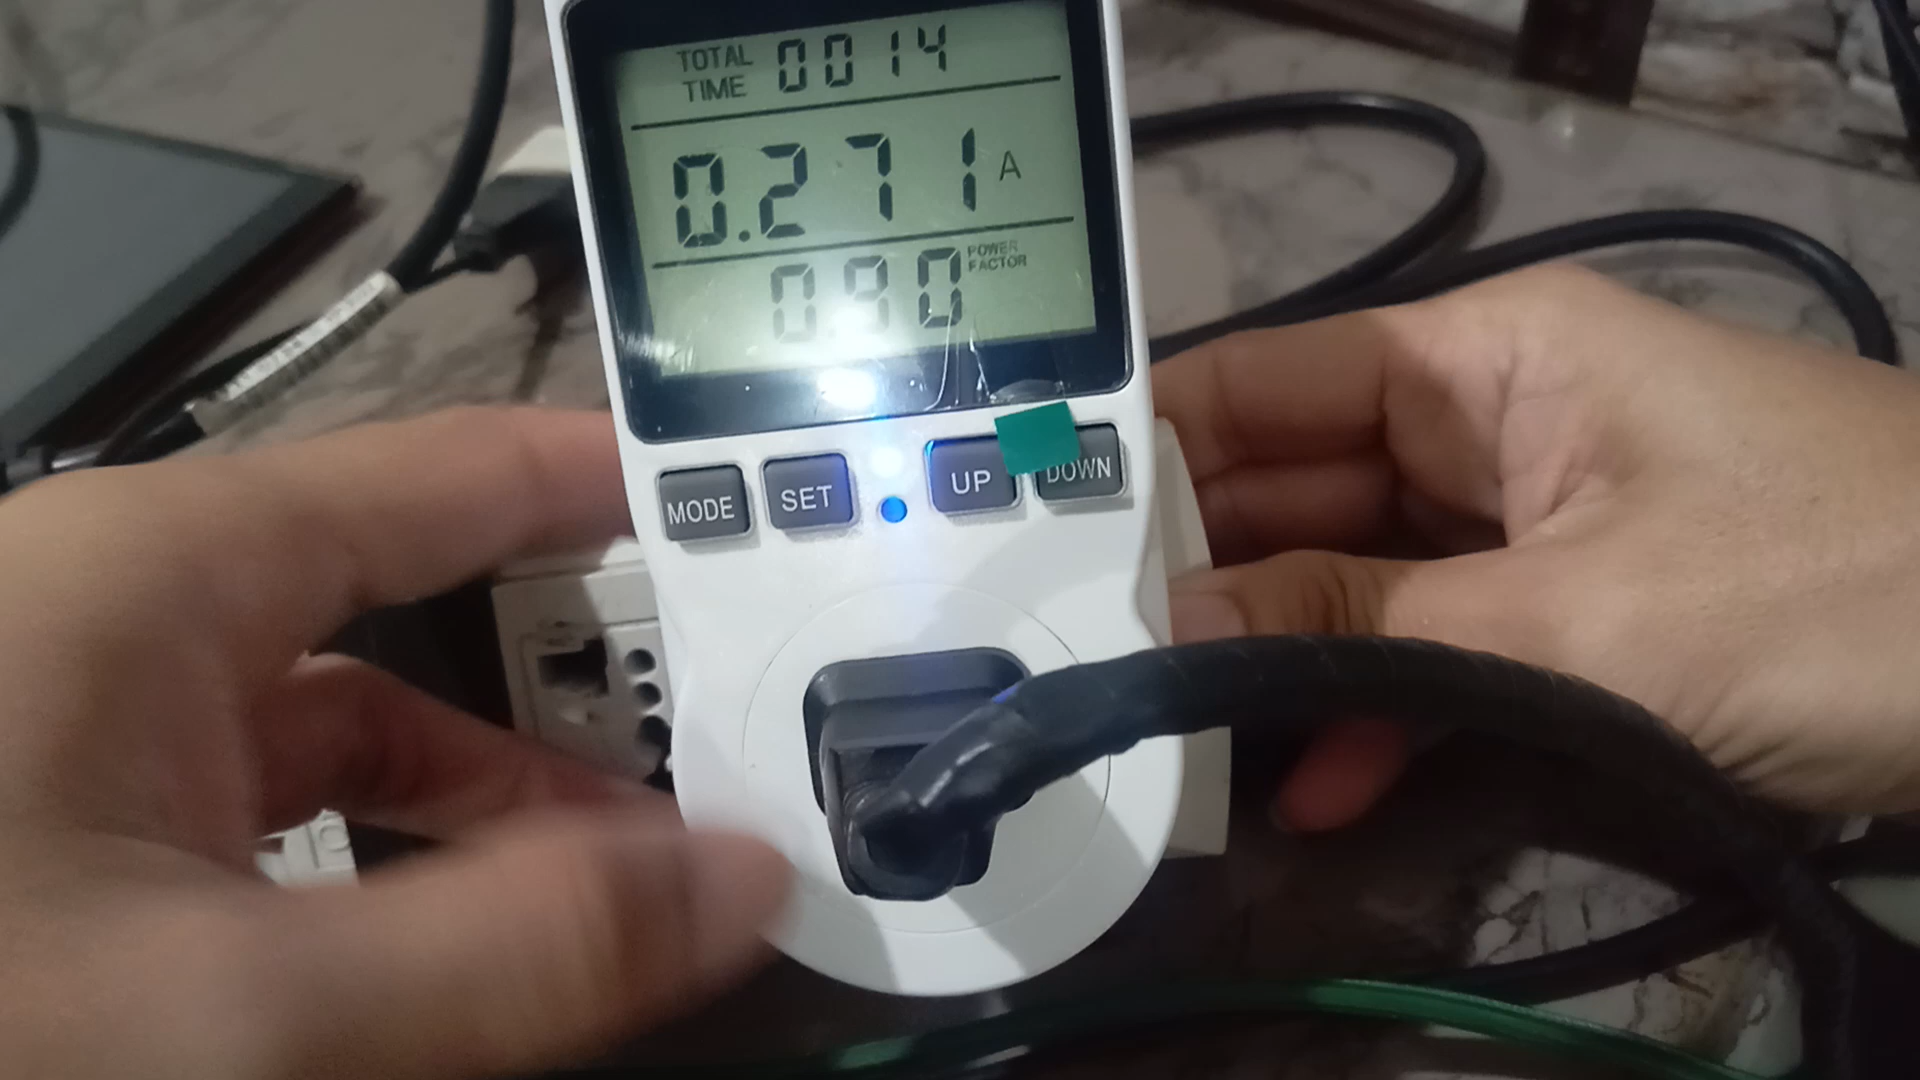 TOTAL TIME 0014
0.271 A
0.90 POWER FACTOR
MODE SET UP DOWN